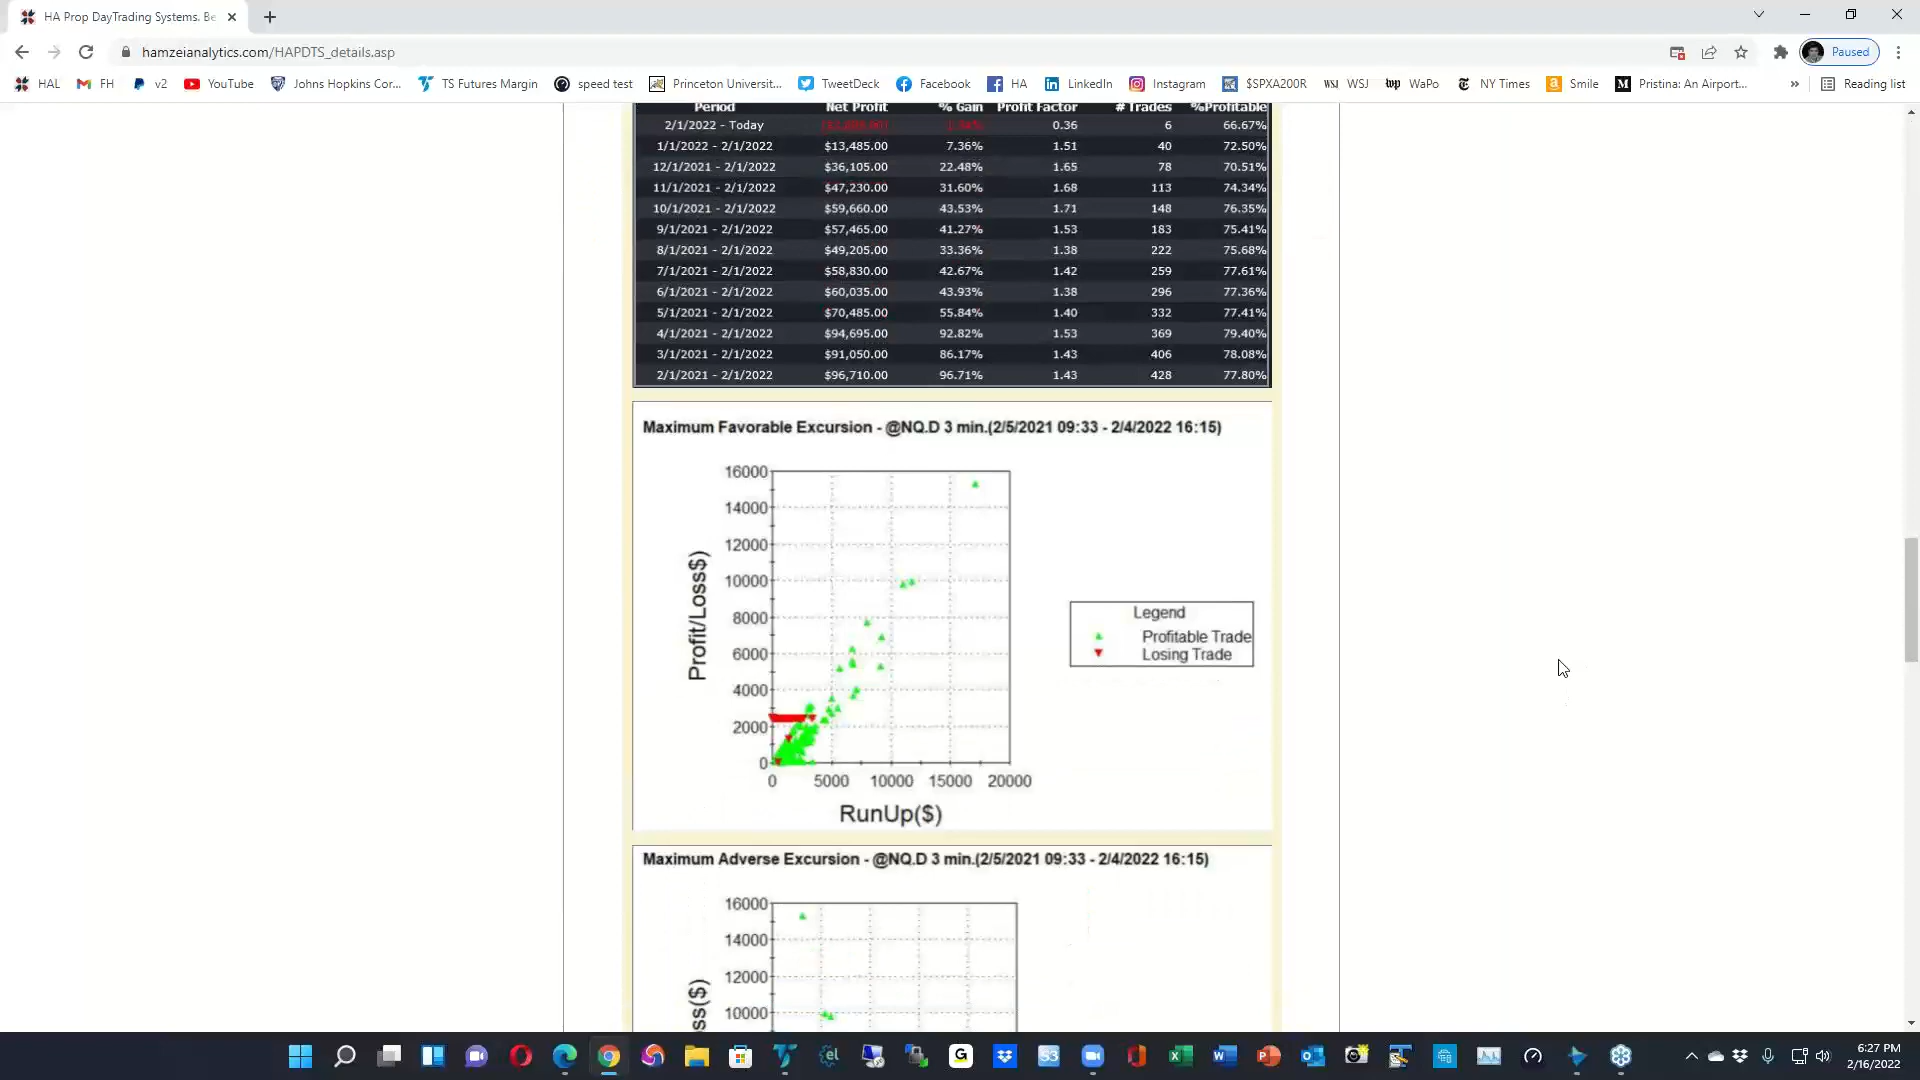 HA Prop DayTrading Systems. Be
hamzeianalytics.com/HAPDTS_details.asp
Paused
HAL FH v2 YouTube Johns Hopkins Cor... TS Futures Margin speed test Princeton Universit... TweetDeck Facebook HA LinkedIn Instagram $SPXA200R WSJ WSJ wp WaPo NY Times Smile Pristina: An Airport... » Reading list
Period Net Profit % Gain Profit Factor # Trades %Profitable
2/1/2022 - Today 0.36 6 66.67%
1/1/2022 - 2/1/2022 $13,485.00 7.36% 1.51 40 72.50%
12/1/2021 - 2/1/2022 $36,105.00 22.48% 1.65 78 70.51%
11/1/2021 - 2/1/2022 $47,230.00 31.60% 1.68 113 74.34%
10/1/2021 - 2/1/2022 $59,660.00 43.53% 1.71 148 76.35%
9/1/2021 - 2/1/2022 $57,465.00 41.27% 1.53 183 75.41%
8/1/2021 - 2/1/2022 $49,205.00 33.36% 1.38 222 75.68%
7/1/2021 - 2/1/2022 $58,830.00 42.67% 1.42 259 77.61%
6/1/2021 - 2/1/2022 $60,035.00 43.93% 1.38 296 77.36%
5/1/2021 - 2/1/2022 $70,485.00 55.84% 1.40 332 77.41%
4/1/2021 - 2/1/2022 $94,695.00 92.82% 1.53 369 79.40%
3/1/2021 - 2/1/2022 $91,050.00 86.17% 1.43 406 78.08%
2/1/2021 - 2/1/2022 $96,710.00 96.71% 1.43 428 77.80%
Maximum Favorable Excursion - @NQ.D 3 min.(2/5/2021 09:33 - 2/4/2022 16:15)
16000
14000
12000
10000
8000
6000
4000
2000
0
Profit/Loss$)
0 5000 10000 15000 20000
RunUp($)
Legend
Profitable Trade
Losing Trade
Maximum Adverse Excursion - @NQ.D 3 min.(2/5/2021 09:33 - 2/4/2022 16:15)
16000
14000
12000
10000
ss($)
6:27 PM
2/16/2022